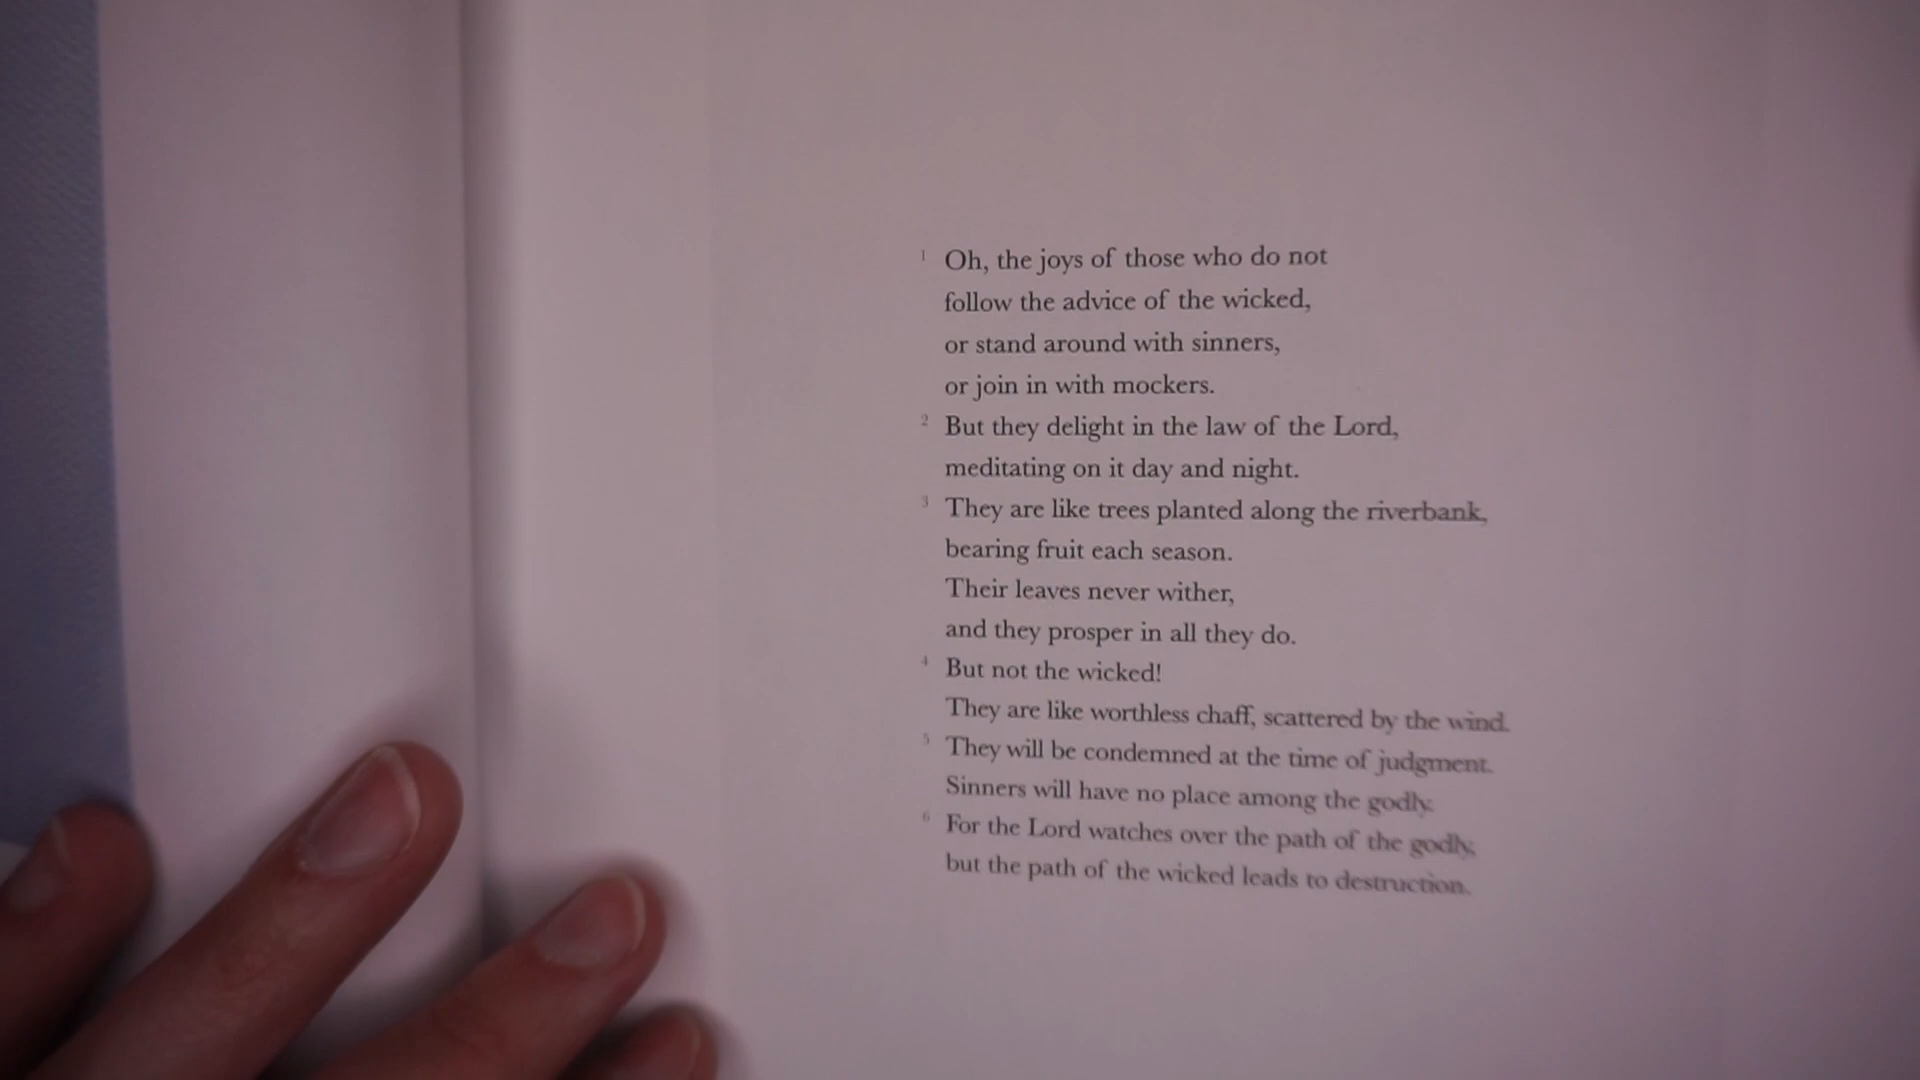 1 Oh, the joys of those who do not
follow the advice of the wicked,
or stand around with sinners,
or join in with mockers.
2 But they delight in the law of the Lord,
meditating on it day and night.
3 They are like trees planted along the riverbank,
bearing fruit each season.
Their leaves never wither,
and they prosper in all they do.
4 But not the wicked!
They are like worthless chaff, scattered by the wind.
5 They will be condemned at the time of judgment.
Sinners will have no place among the godly.
6 For the Lord watches over the path of the godly,
but the path of the wicked leads to destruction.